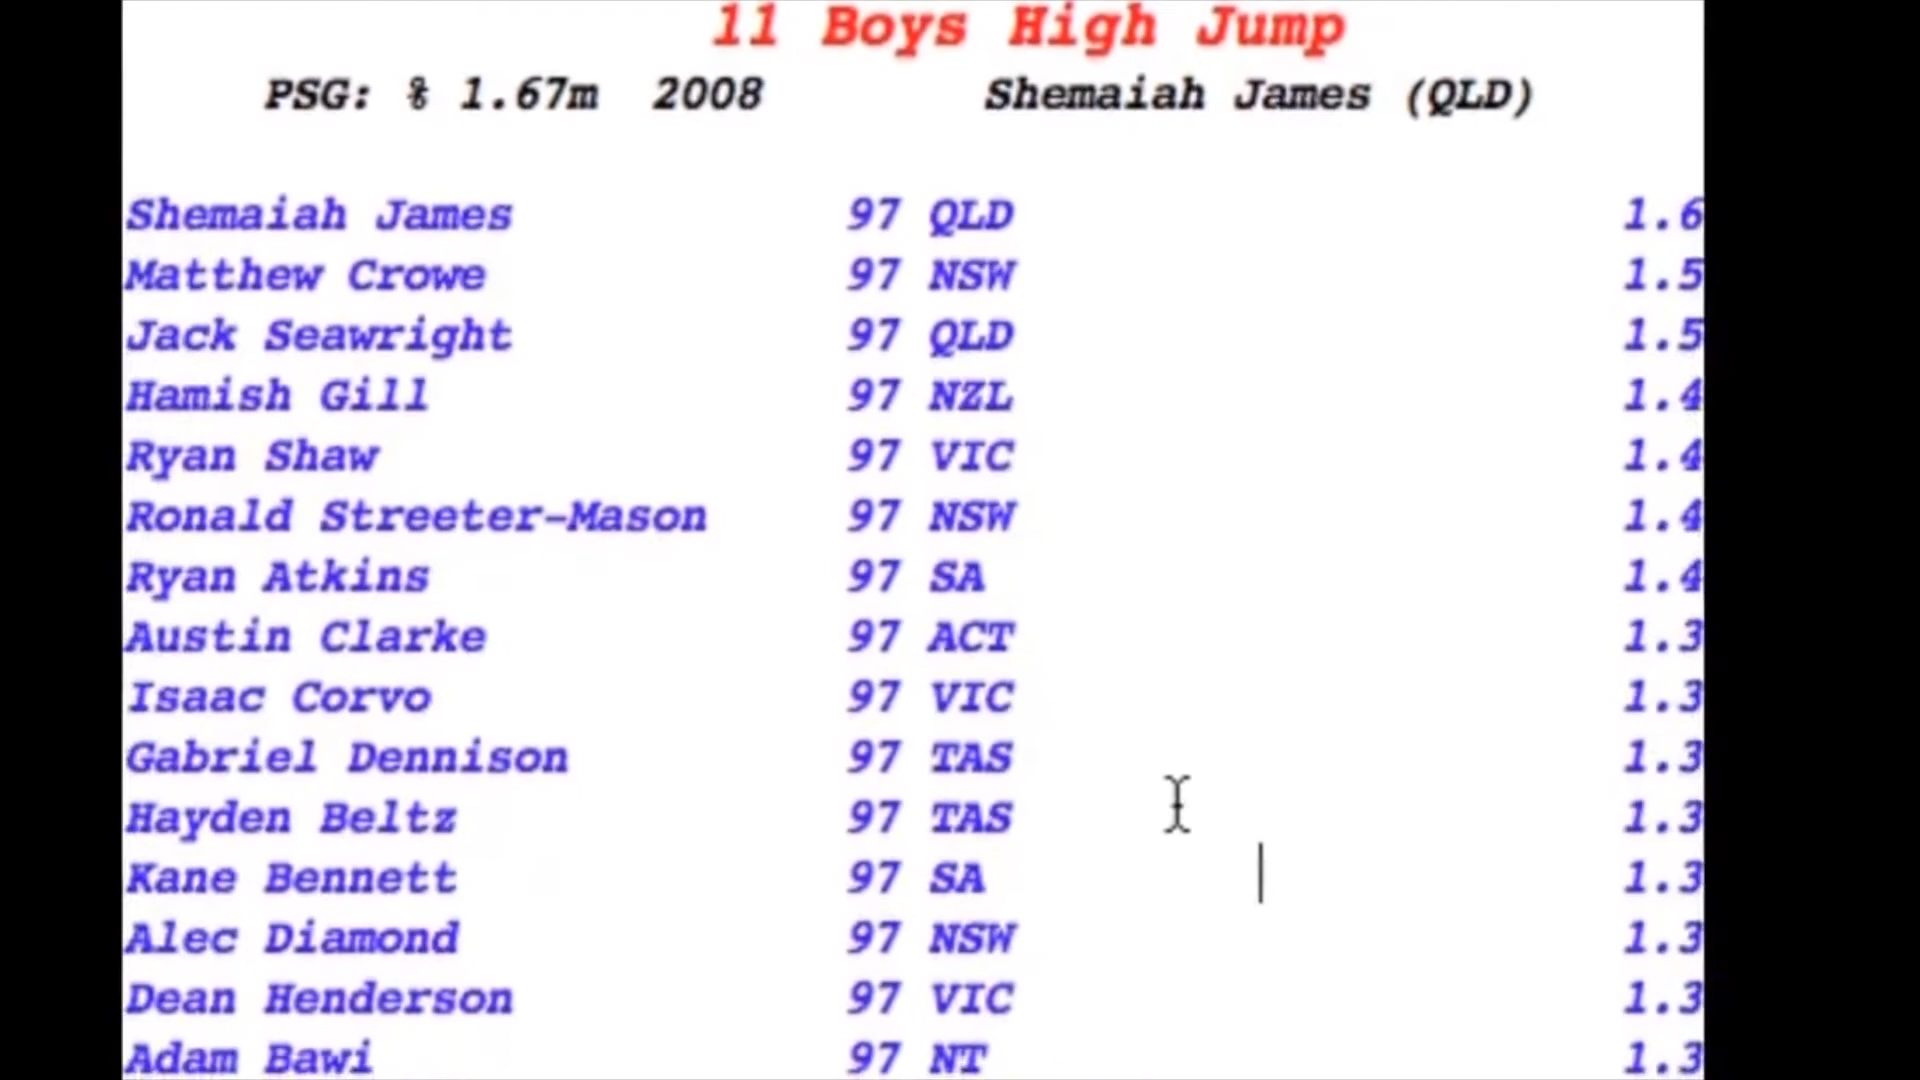 11 Boys High Jump
PSG: % 1.67m 2008 Shemaiah James (QLD)
Shemaiah James 97 QLD 1.6
Matthew Crowe 97 NSW 1.5
Jack Seawright 97 QLD 1.5
Hamish Gill 97 NZL 1.4
Ryan Shaw 97 VIC 1.4
Ronald Streeter-Mason 97 NSW 1.4
Ryan Atkins 97 SA 1.4
Austin Clarke 97 ACT 1.3
Isaac Corvo 97 VIC 1.3
Gabriel Dennison 97 TAS 1.3
Hayden Beltz 97 TAS 1.3
Kane Bennett 97 SA 1.3
Alec Diamond 97 NSW 1.3
Dean Henderson 97 VIC 1.3
Adam Bawi 97 NT 1.3